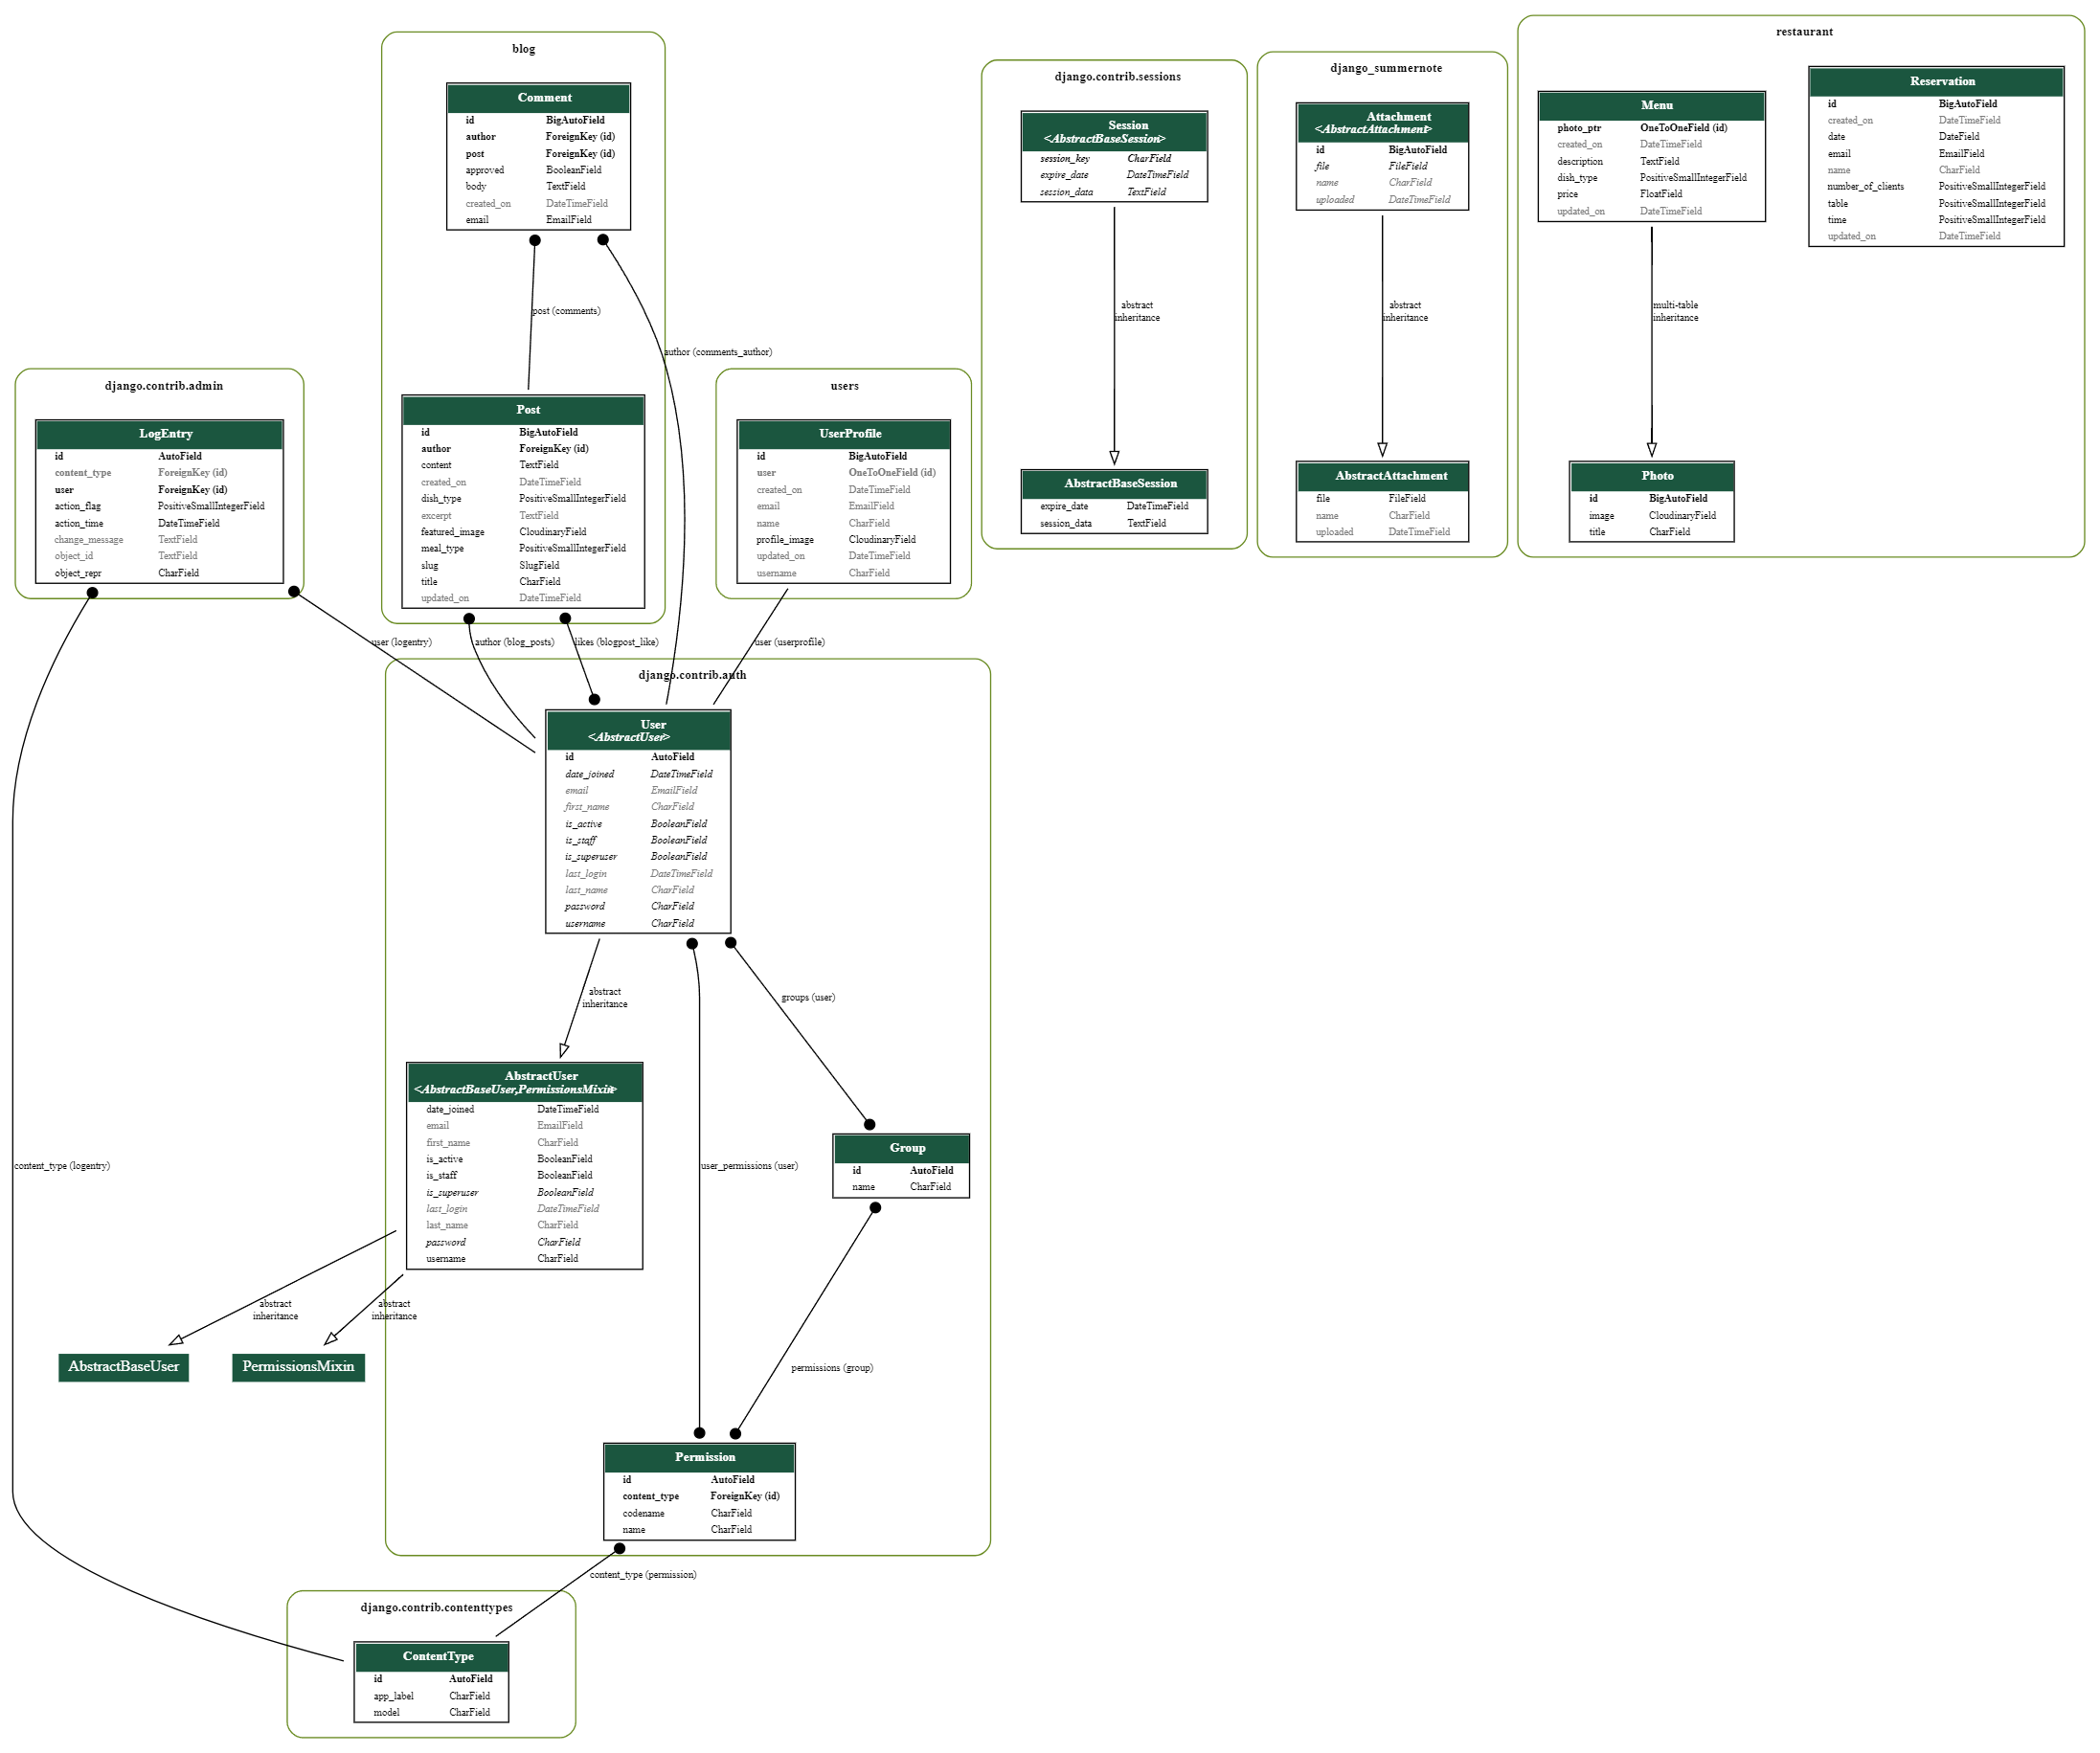 blog
Comment
id BigAutoField
author ForeignKey (id)
post ForeignKey (id)
approved BooleanField
body TextField
created_on DateTimeField
email EmailField
post (comments)
author (comments_author)
Post
id BigAutoField
author ForeignKey (id)
content TextField
created_on DateTimeField
dish_type PositiveSmallIntegerField
excerpt TextField
featured_image CloudinaryField
meal_type PositiveSmallIntegerField
slug SlugField
title CharField
updated_on DateTimeField
django.contrib.sessions
Session
<AbstractBaseSession>
session_key CharField
expire_date DateTimeField
session_data TextField
abstract
inheritance
AbstractBaseSession
expire_date DateTimeField
session_data TextField
django_summernote
Attachment
<AbstractAttachment>
id BigAutoField
file FileField
name CharField
uploaded DateTimeField
abstract
inheritance
AbstractAttachment
file FileField
name CharField
uploaded DateTimeField
restaurant
Menu
photo_ptr OneToOneField (id)
created_on DateTimeField
description TextField
dish_type PositiveSmallIntegerField
price FloatField
updated_on DateTimeField
Reservation
id BigAutoField
created_on DateTimeField
date DateField
email EmailField
name CharField
number_of_clients PositiveSmallIntegerField
table PositiveSmallIntegerField
time PositiveSmallIntegerField
updated_on DateTimeField
multi-table
inheritance
Photo
id BigAutoField
image CloudinaryField
title CharField
django.contrib.admin
LogEntry
id AutoField
content_type ForeignKey (id)
user ForeignKey (id)
action_flag PositiveSmallIntegerField
action_time DateTimeField
change_message TextField
object_id TextField
object_repr CharField
users
UserProfile
id BigAutoField
user OneToOneField (id)
created_on DateTimeField
email EmailField
name CharField
profile_image CloudinaryField
updated_on DateTimeField
username CharField
user (logentry)
author (blog_posts)
likes (blogpost_like)
user (userprofile)
django.contrib.auth
User
<AbstractUser>
id AutoField
date_joined DateTimeField
email EmailField
first_name CharField
is_active BooleanField
is_staff BooleanField
is_superuser BooleanField
last_login DateTimeField
last_name CharField
password CharField
username CharField
abstract
inheritance
groups (user)
AbstractUser
<AbstractBaseUser,PermissionsMixin>
date_joined DateTimeField
email EmailField
first_name CharField
is_active BooleanField
is_staff BooleanField
is_superuser BooleanField
last_login DateTimeField
last_name CharField
password CharField
username CharField
content_type (logentry)
user_permissions (user)
Group
id AutoField
name CharField
abstract
inheritance
abstract
inheritance
AbstractBaseUser
PermissionsMixin
permissions (group)
Permission
id AutoField
content_type ForeignKey (id)
codename CharField
name CharField
content_type (permission)
django.contrib.contenttypes
ContentType
id AutoField
app_label CharField
model CharField